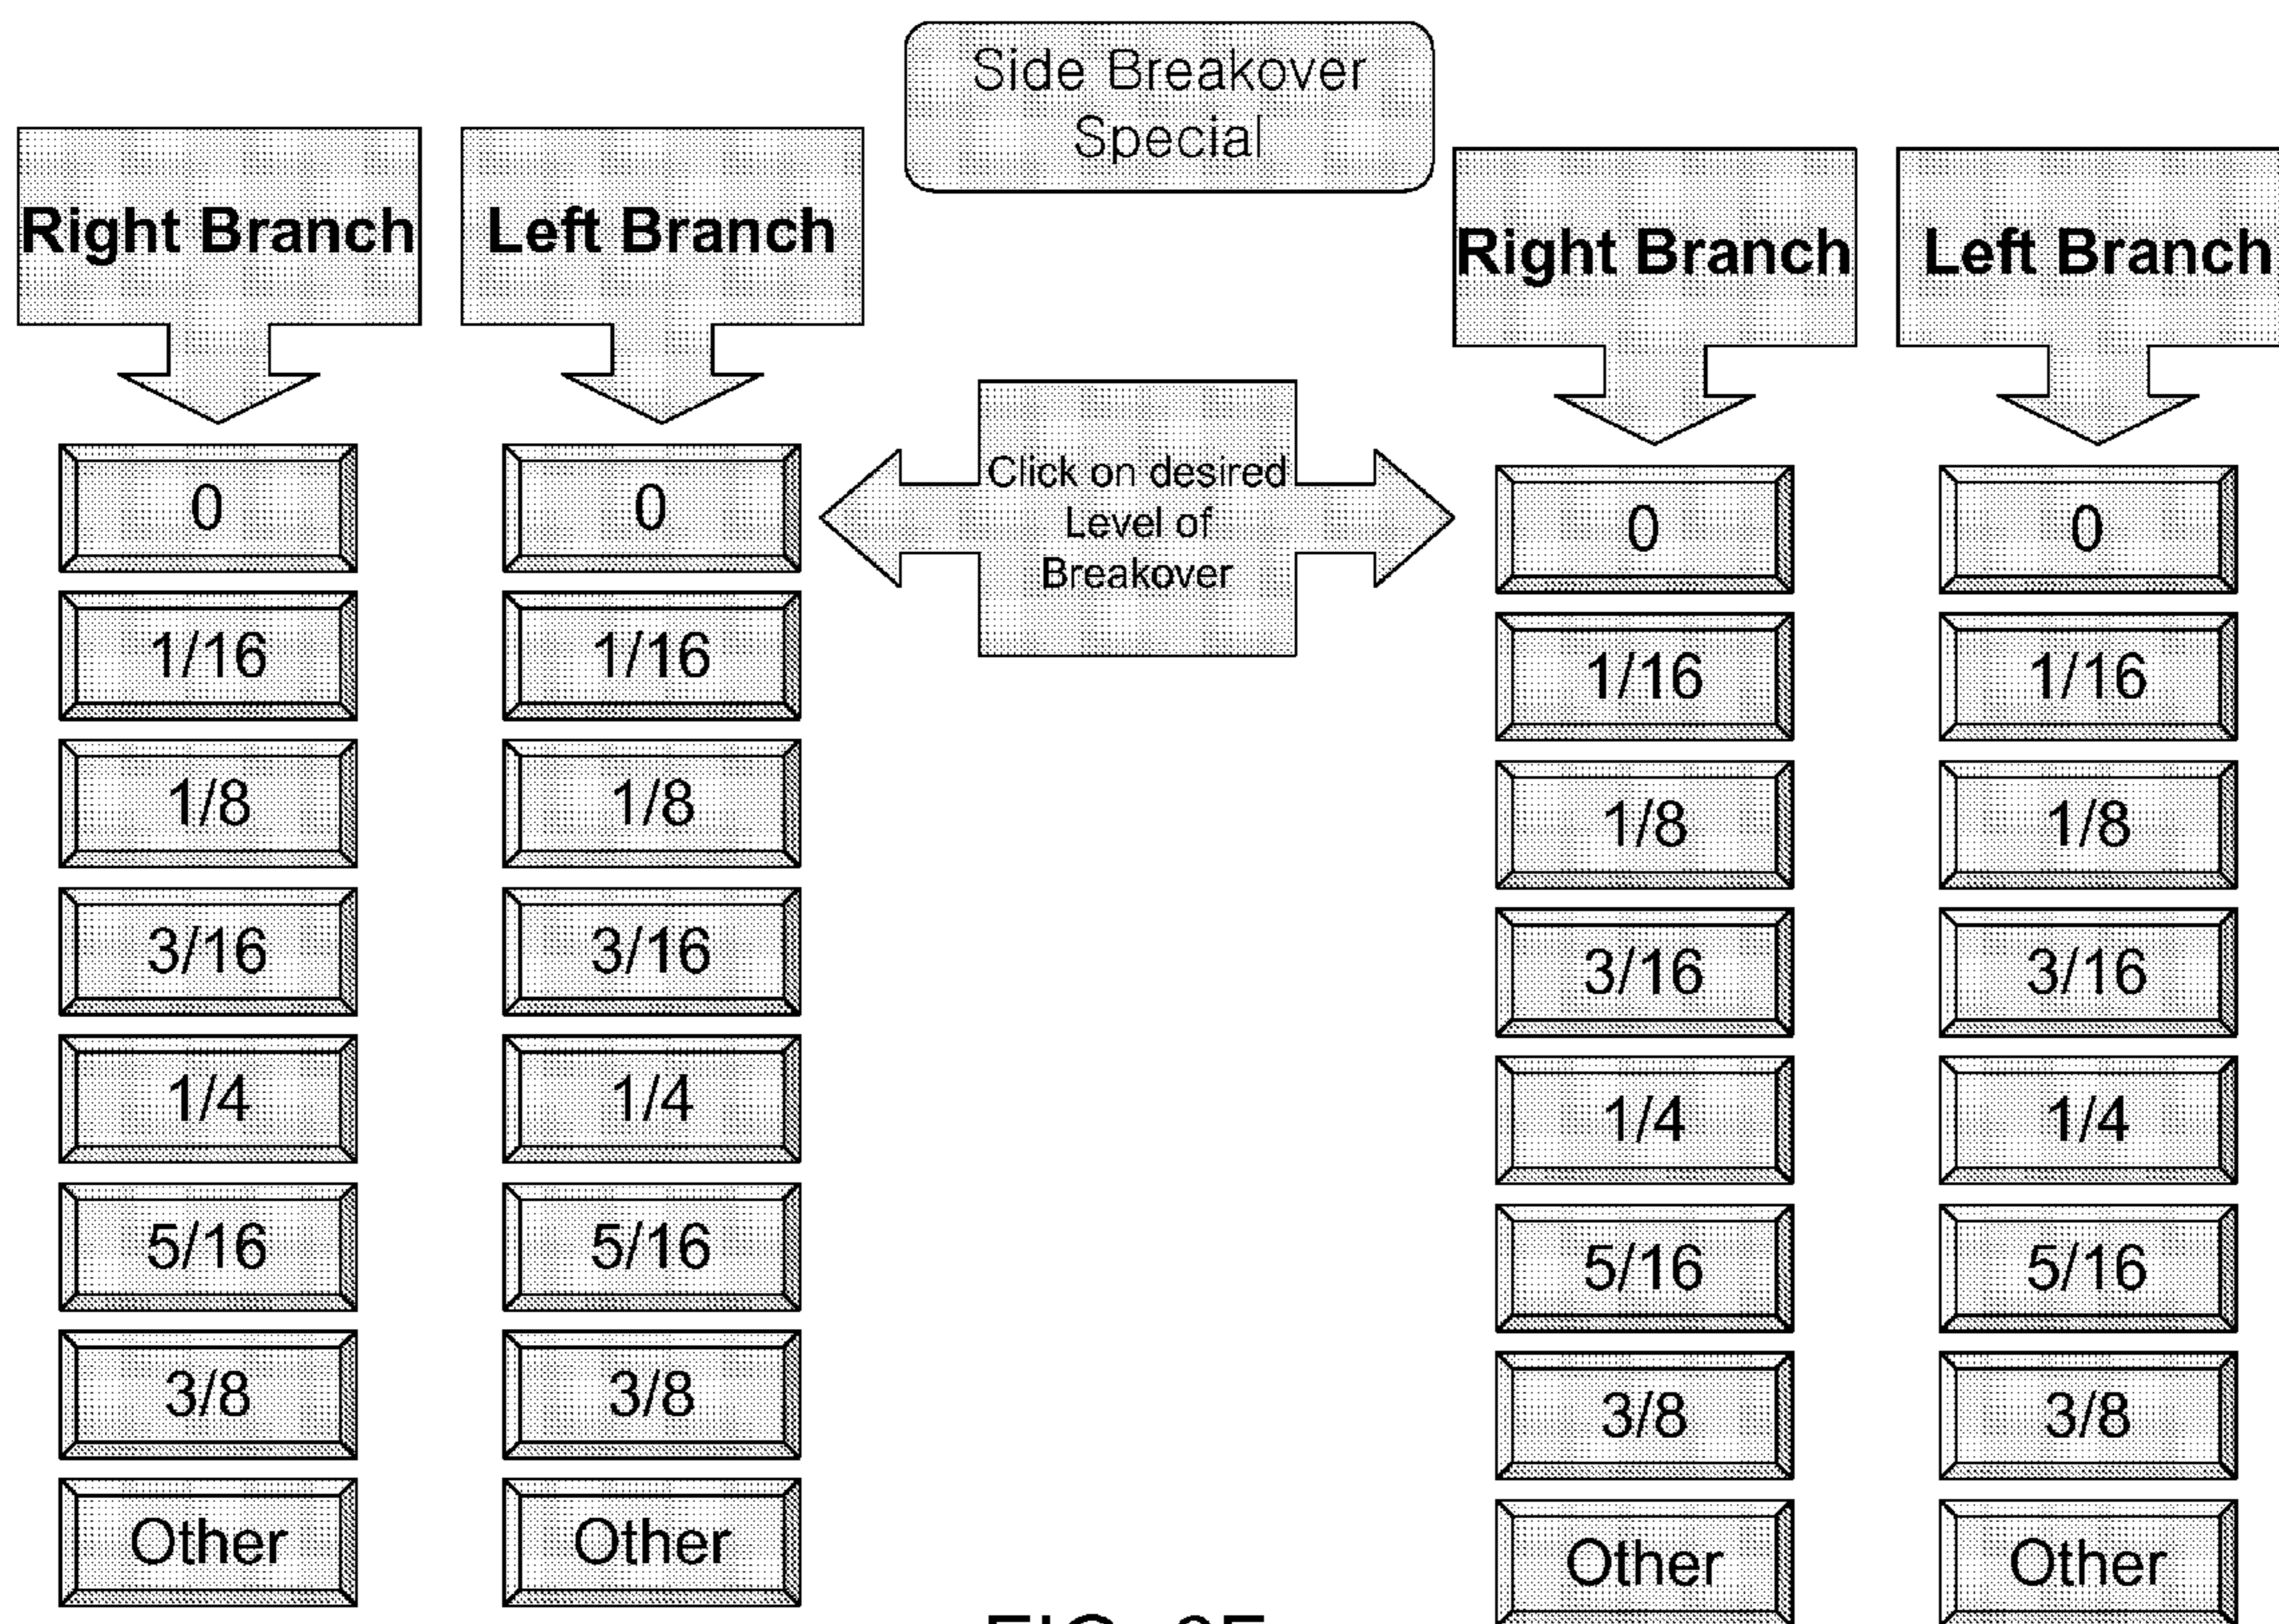 Side Breakover
Special
Right Branch
Left Branch
Right Branch
Left Branch
Click on desired
Level of
Breakover
0
0
0
0
1/16
1/16
1/16
1/16
1/8
1/8
1/8
1/8
3/16
3/16
3/16
3/16
1/4
1/4
1/4
1/4
5/16
5/16
5/16
5/16
3/8
3/8
3/8
3/8
Other
Other
Other
Other